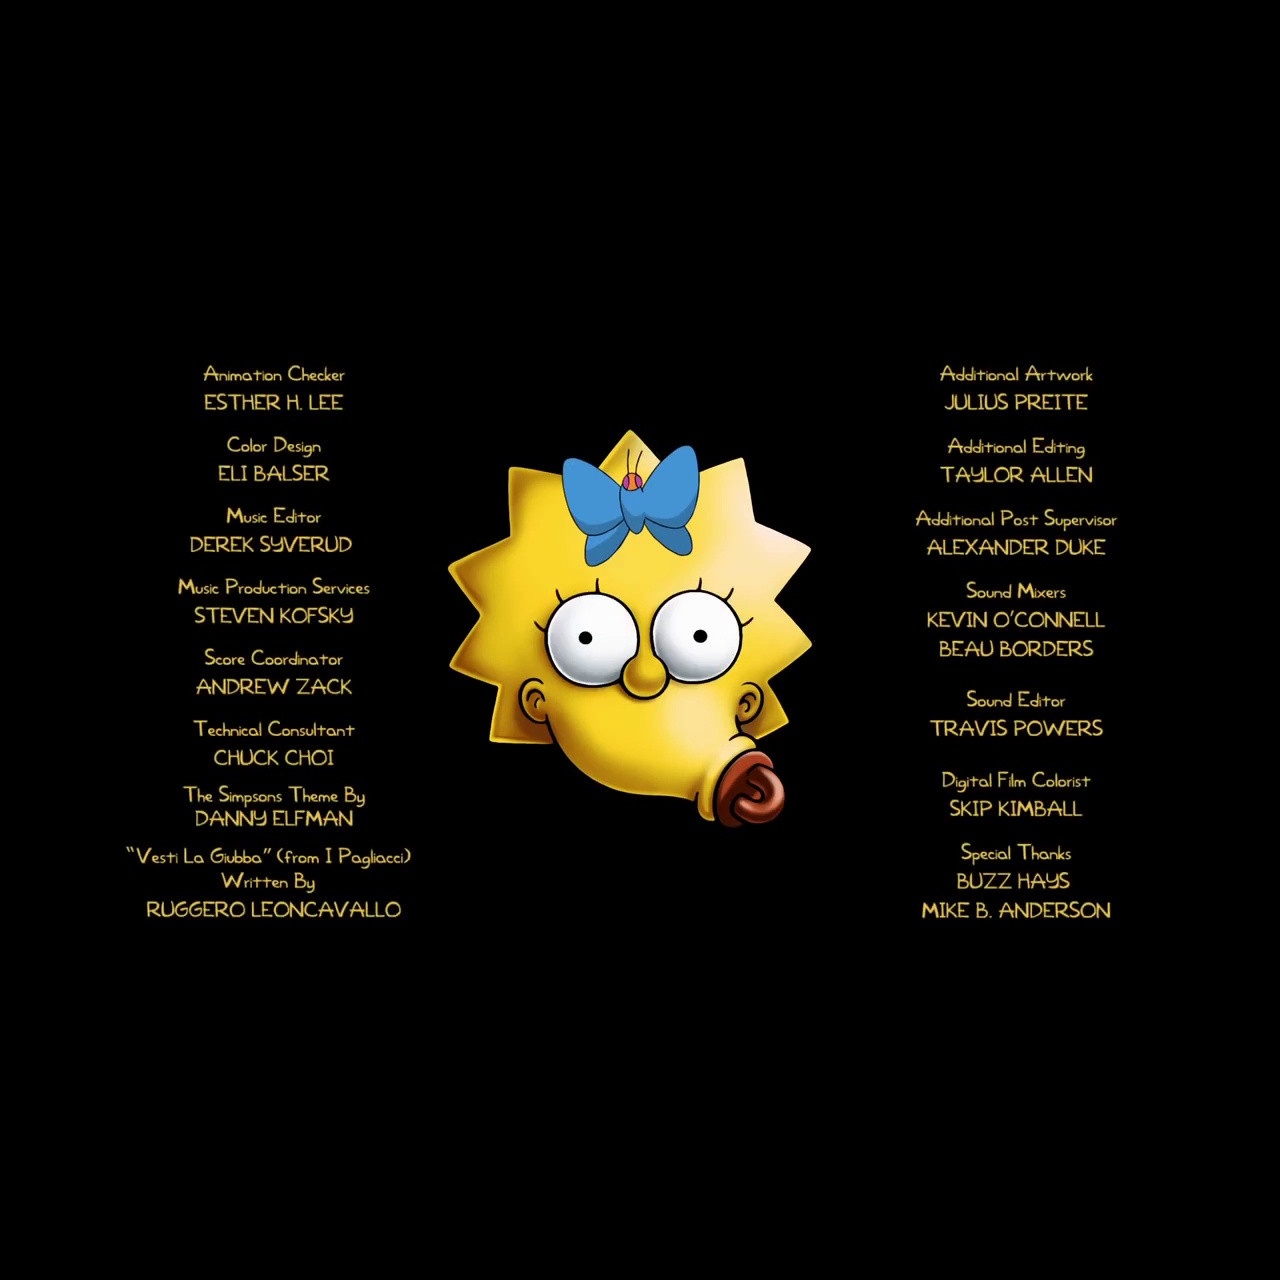 Animation Checker
ESTHER H. LEE
Color Design
ELI BALSER
Music Editor
DEREK SYVERUD
Music Production Services
STEVEN KOFSKY
Score Coordinator
ANDREW ZACK
Technical Consultant
CHUCK CHOI
The Simpsons Theme By
DANNY ELFMAN
“Vesti La Giubba” (from I Pagliacci)
Written By
RUGGERO LEONCAVALLO
Additional Artwork
JULIUS PREITE
Additional Editing
TAYLOR ALLEN
Additional Post Supervisor
ALEXANDER DUKE
Sound Mixers
KEVIN O’CONNELL
BEAU BORDERS
Sound Editor
TRAVIS POWERS
Digital Film Colorist
SKIP KIMBALL
Special Thanks
BUZZ HAYS
MIKE B. ANDERSON